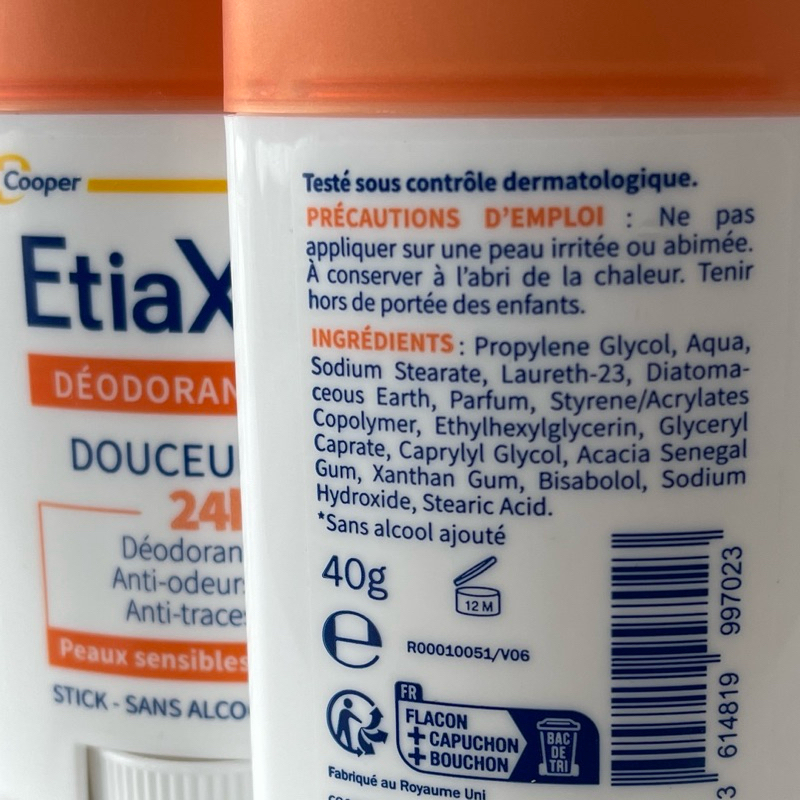 Cooper
EtiaX
DÉODORAN
DOUCEU
24h
Déodoran
Anti-odeur
Anti-trace
Peaux sensibles
STICK - SANS ALCO
Testé sous contrôle dermatologique.
PRÉCAUTIONS D'EMPLOI : Ne pas
appliquer sur une peau irritée ou abimée.
À conserver à l'abri de la chaleur. Tenir
hors de portée des enfants.
INGRÉDIENTS : Propylene Glycol, Aqua,
Sodium Stearate, Laureth-23, Diatoma-
ceous Earth, Parfum, Styrene/Acrylates
Copolymer, Ethylhexylglycerin, Glyceryl
Caprate, Caprylyl Glycol, Acacia Senegal
Gum, Xanthan Gum, Bisabolol, Sodium
Hydroxide, Stearic Acid.
*Sans alcool ajouté
40g
12 M
e
R00010051/V06
FR
FLACON
+ CAPUCHON
+ BOUCHON
BAC
DE
TRI
Fabriqué au Royaume Uni
3 614819 997023